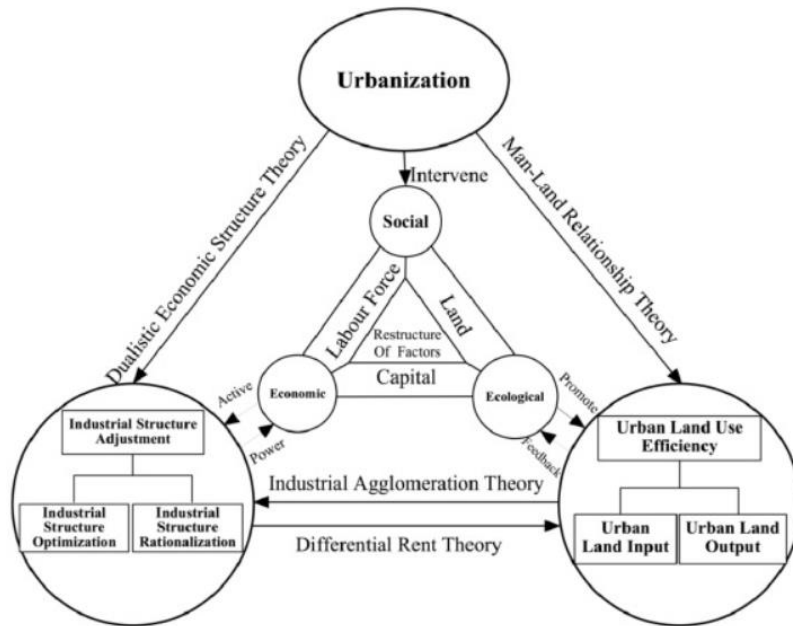 Urbanization
Dualistic Economic Structure Theory
Man-Land Relationship Theory
Intervene
Social
Labour Force
Land
Restructure
Of Factors
Capital
Economic
Ecological
Active
Power
Promote
Feedback
Industrial Structure
Adjustment
Industrial
Structure
Optimization
Industrial
Structure
Rationalization
Urban Land Use
Efficiency
Urban
Land Input
Urban Land
Output
Industrial Agglomeration Theory
Differential Rent Theory